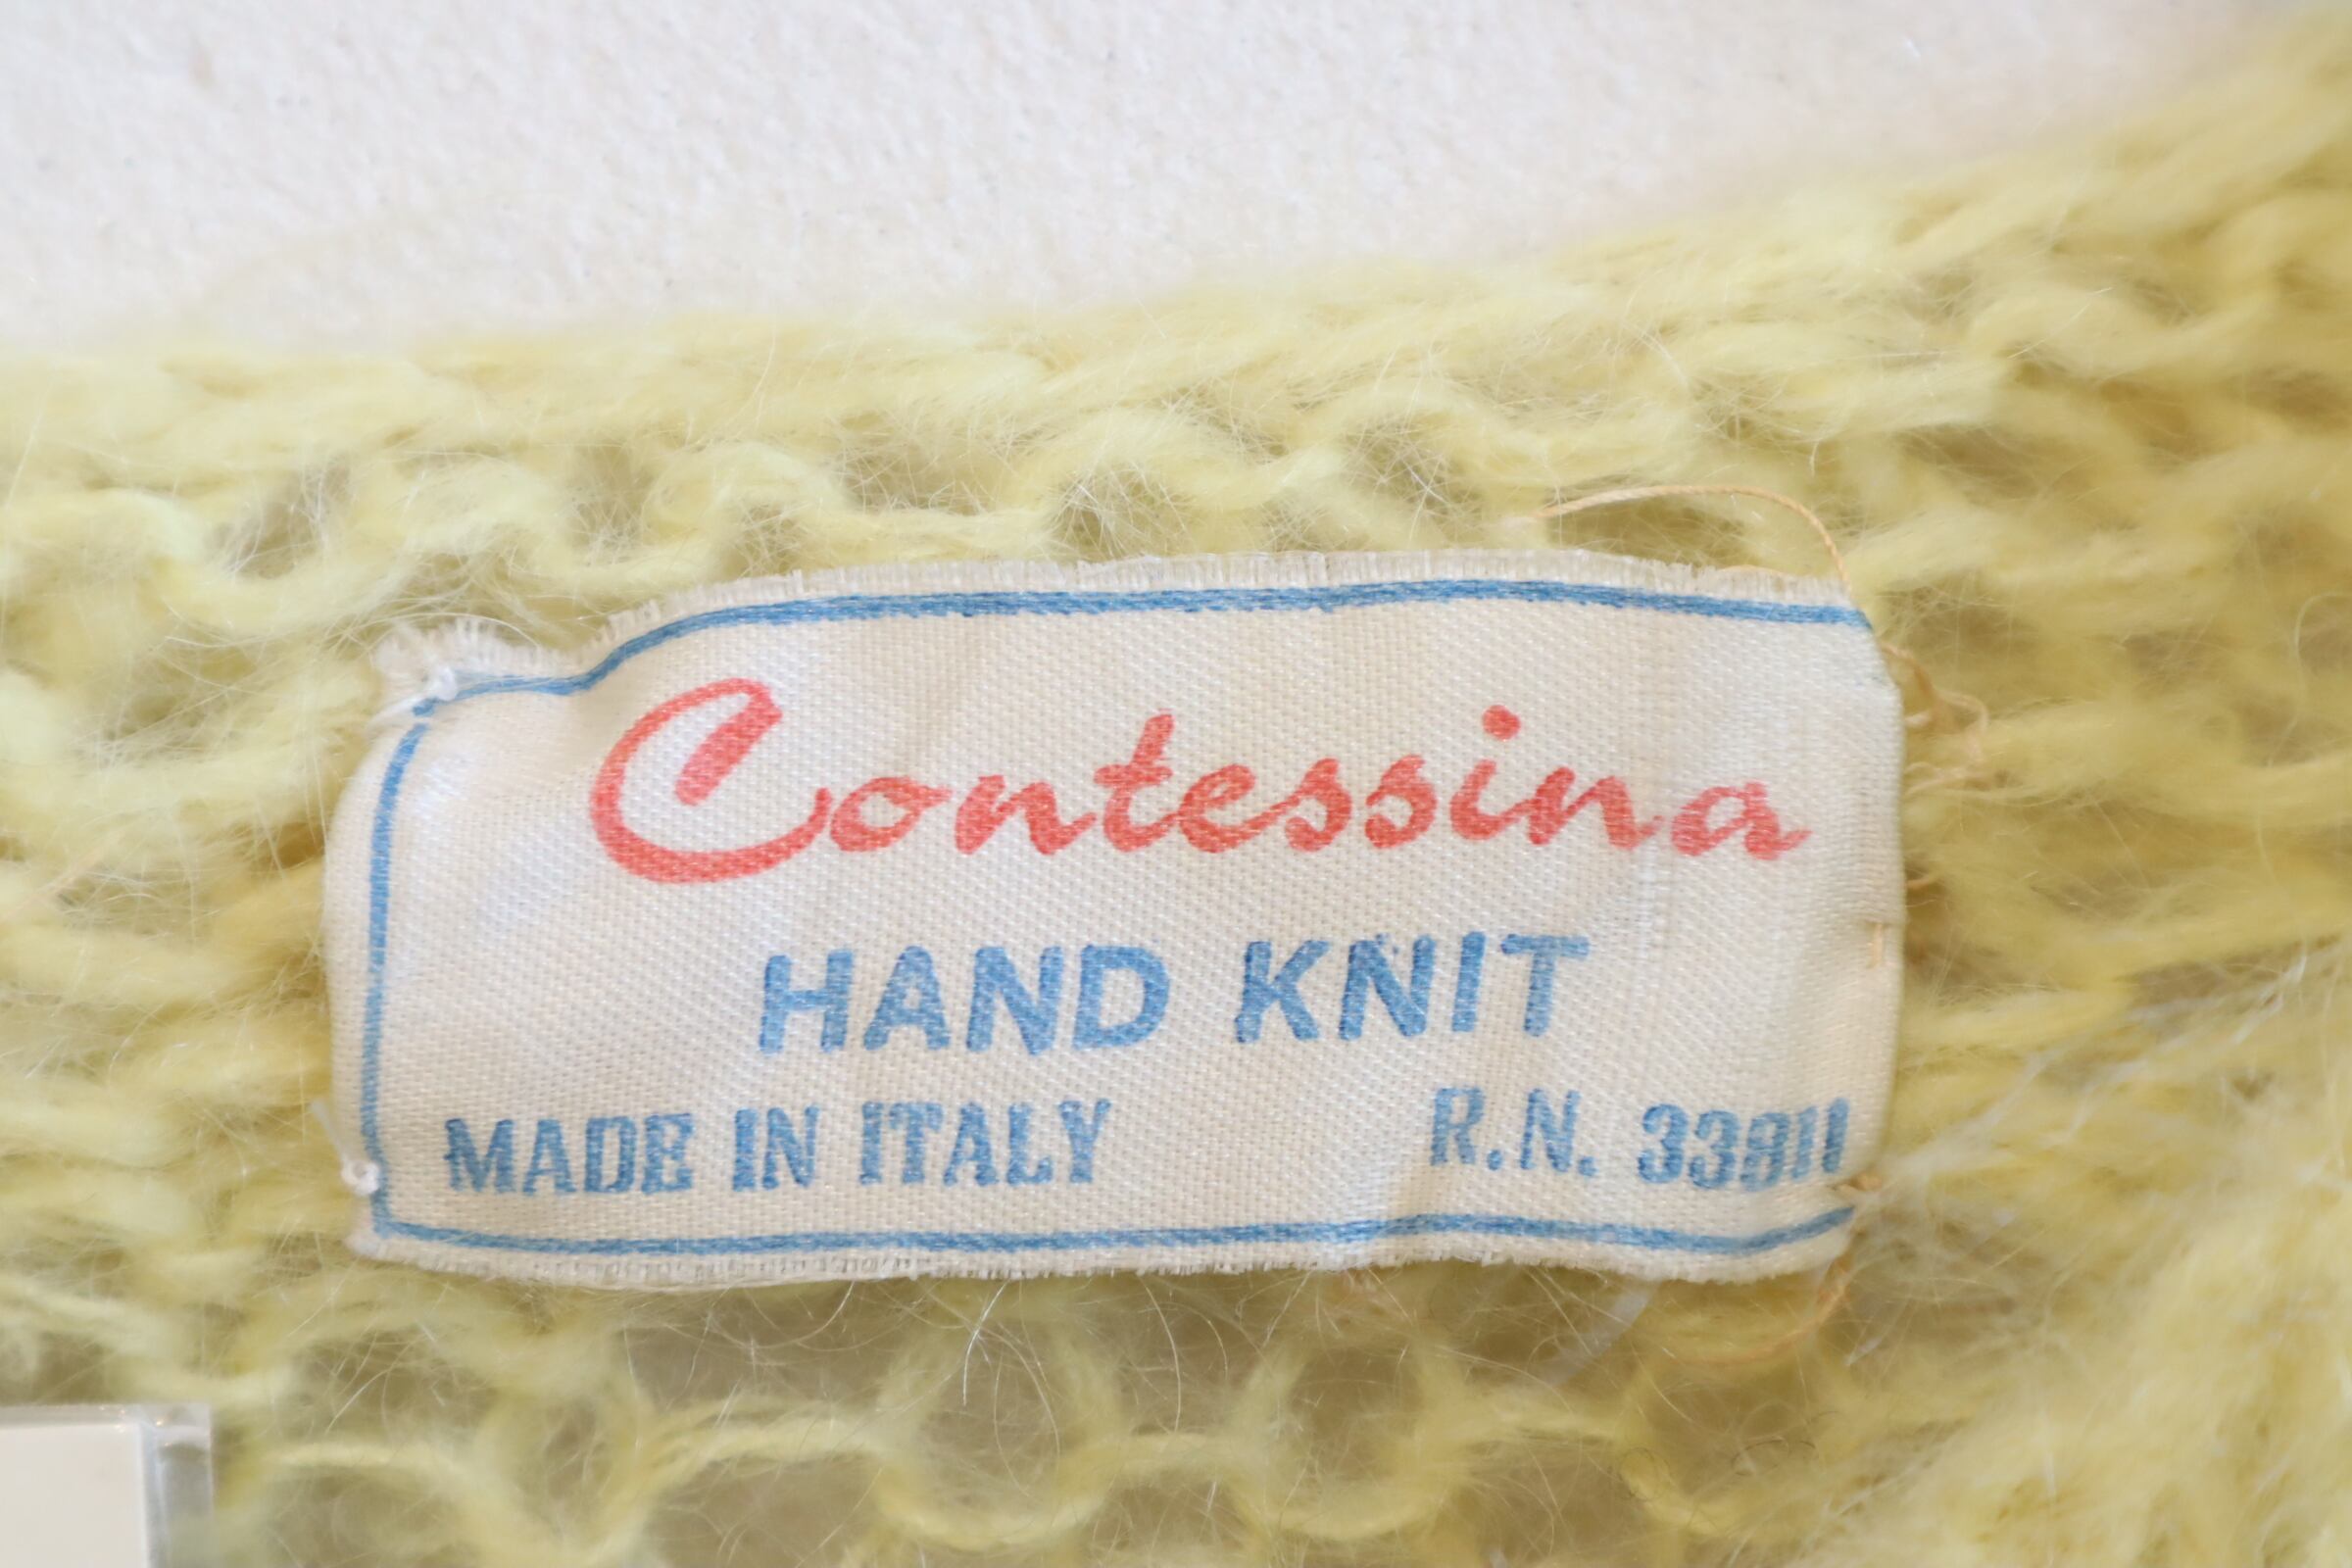 Contessina
HAND KNIT
MADE IN ITALY R.N. 33911